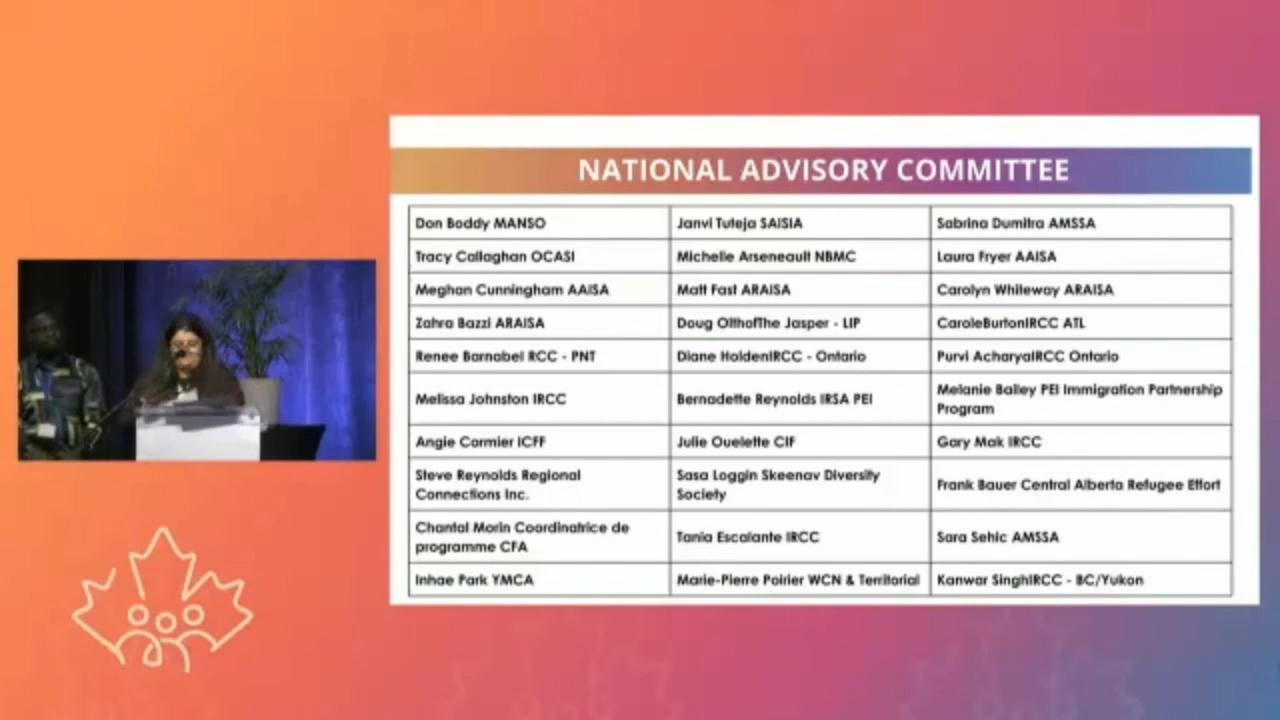 NATIONAL ADVISORY COMMITTEE
Don Boddy MANSO
Janvi Tuteja SAISIA
Sabrina Dumitra AMSSA
Tracy Callaghan OCASI
Michelle Arseneault NBMC
Laura Fryer AAISA
Meghan Cunningham AAISA
Matt Fast ARAISA
Carolyn Whiteway ARAISA
Zahra Bazzi ARAISA
Doug OlthofThe Jasper - LIP
CaroleBurtonIRCC ATL
Renee Barnabel RCC - PNT
Diane HoldenIRCC - Ontario
Purvi AcharyaIRCC Ontario
Melissa Johnston IRCC
Bernadette Reynolds IRSA PEI
Melanie Bailey PEI Immigration Partnership
Program
Angie Cormier ICFF
Julie Ouelette CIF
Gary Mak IRCC
Steve Reynolds Regional
Connections Inc.
Sasa Loggin Skeenav Diversity
Society
Frank Bauer Central Alberta Refugee Effort
Chantal Morin Coordinatrice de
programme CFA
Tania Escalante IRCC
Sara Sehic AMSSA
Inhae Park YMCA
Marie-Pierre Poirier WCN & Territorial
Kanwar SinghIRCC - BC/Yukon